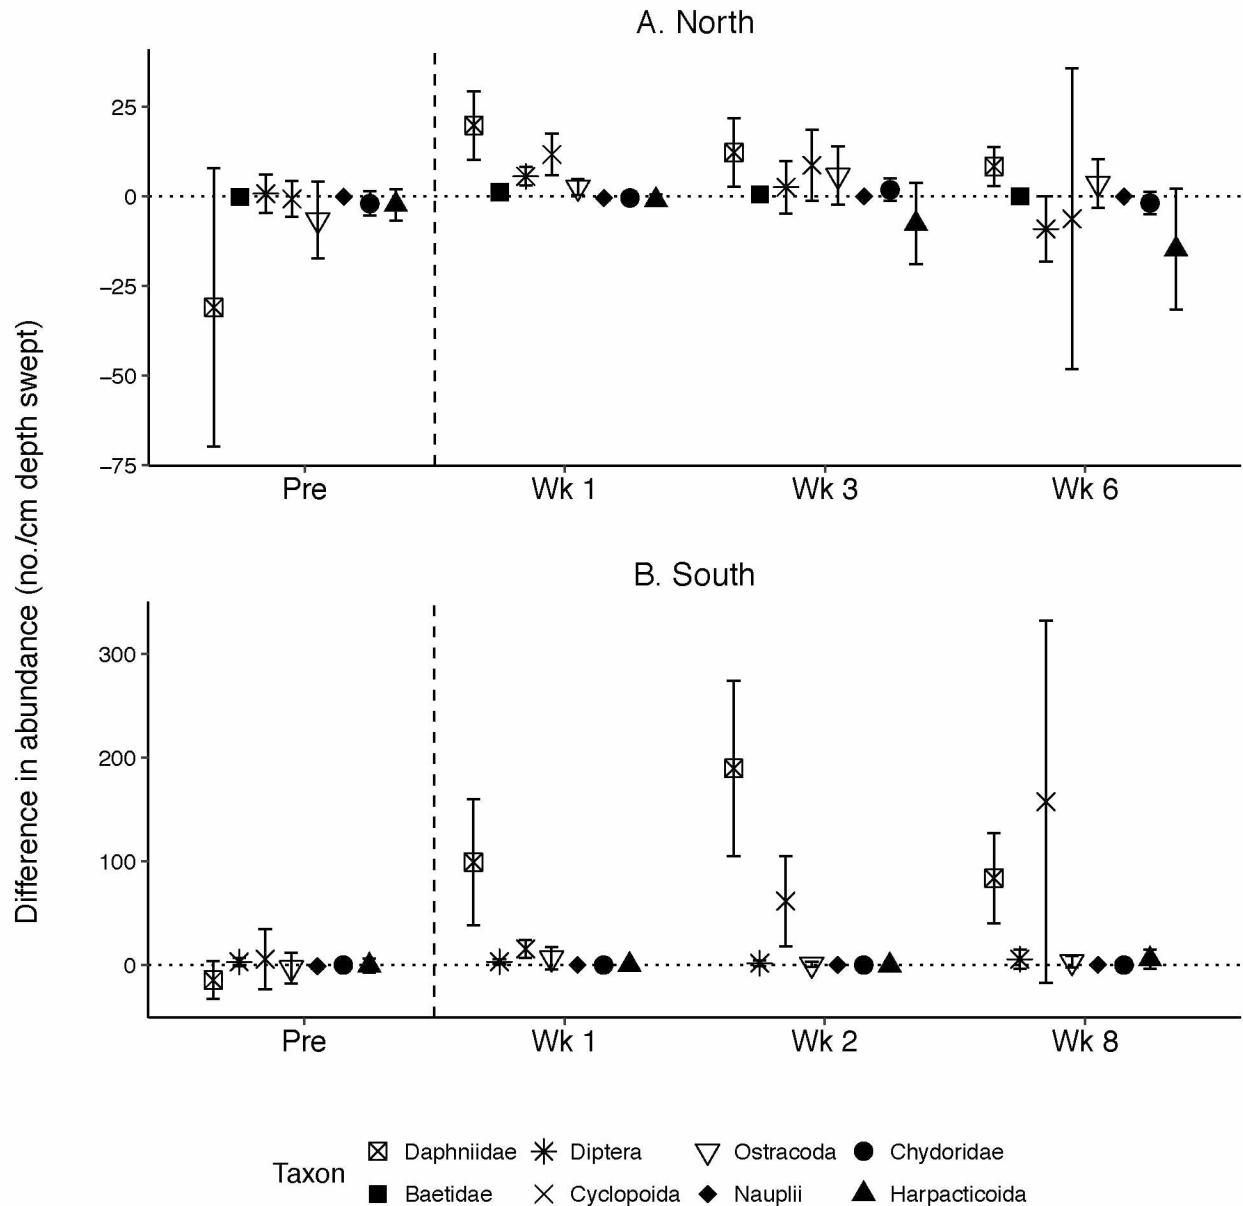 A. North
25
0
−25
−50
−75
Pre Wk 1 Wk 3 Wk 6
Difference in abundance (no./cm depth swept)
B. South
300
200
100
0
Pre Wk 1 Wk 2 Wk 8
Taxon
Daphniidae Diptera Ostracoda Chydoridae
Baetidae Cyclopoida Nauplii Harpacticoida